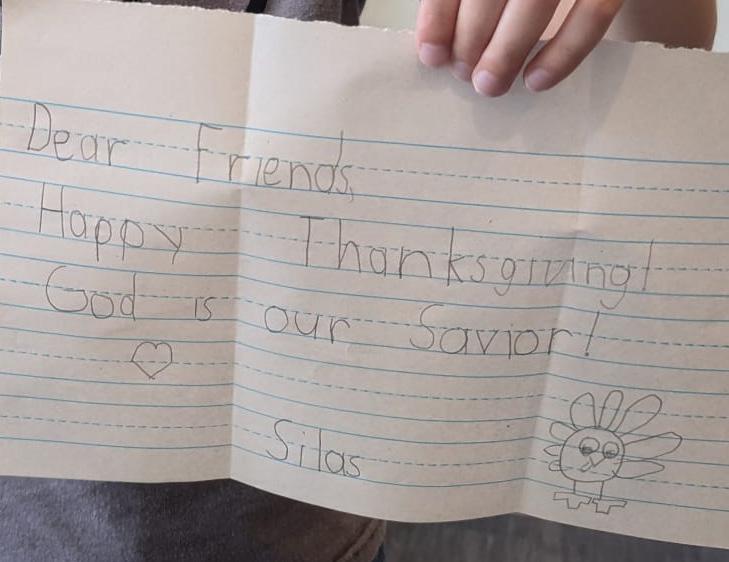 Dear Friends,
Happy Thanksgiving!
God is our Savior!
Silas